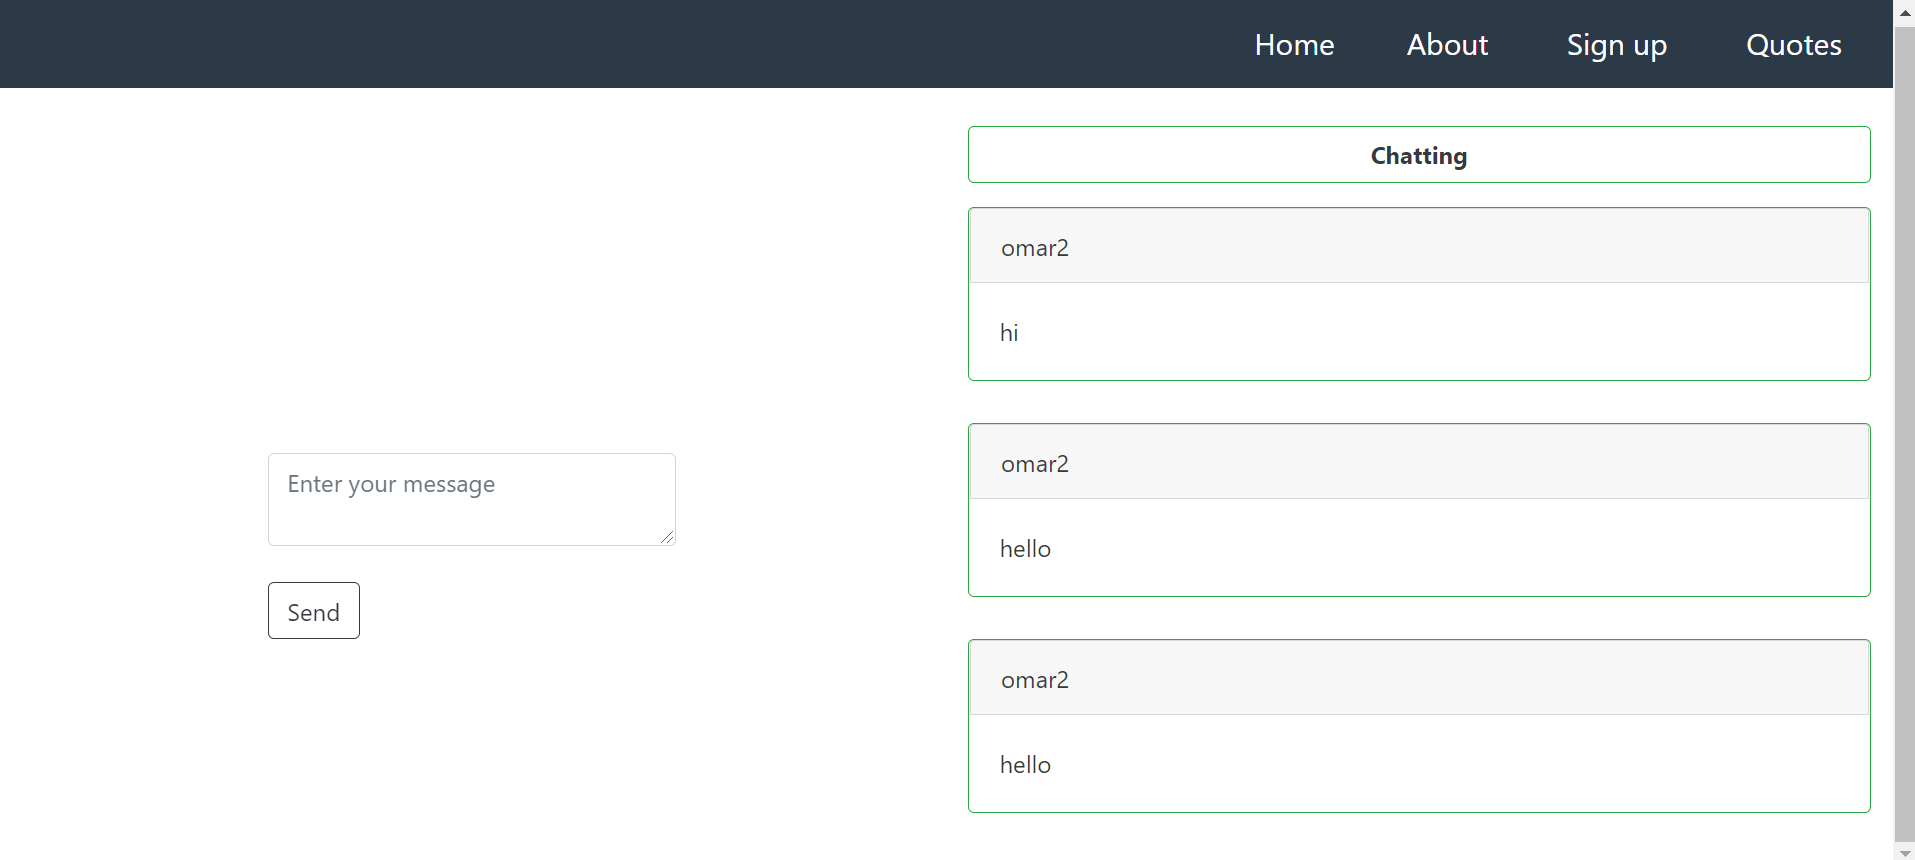 Home About Sign up Quotes
Chatting
omar2
hi
omar2
hello
omar2
hello
Enter your message
Send